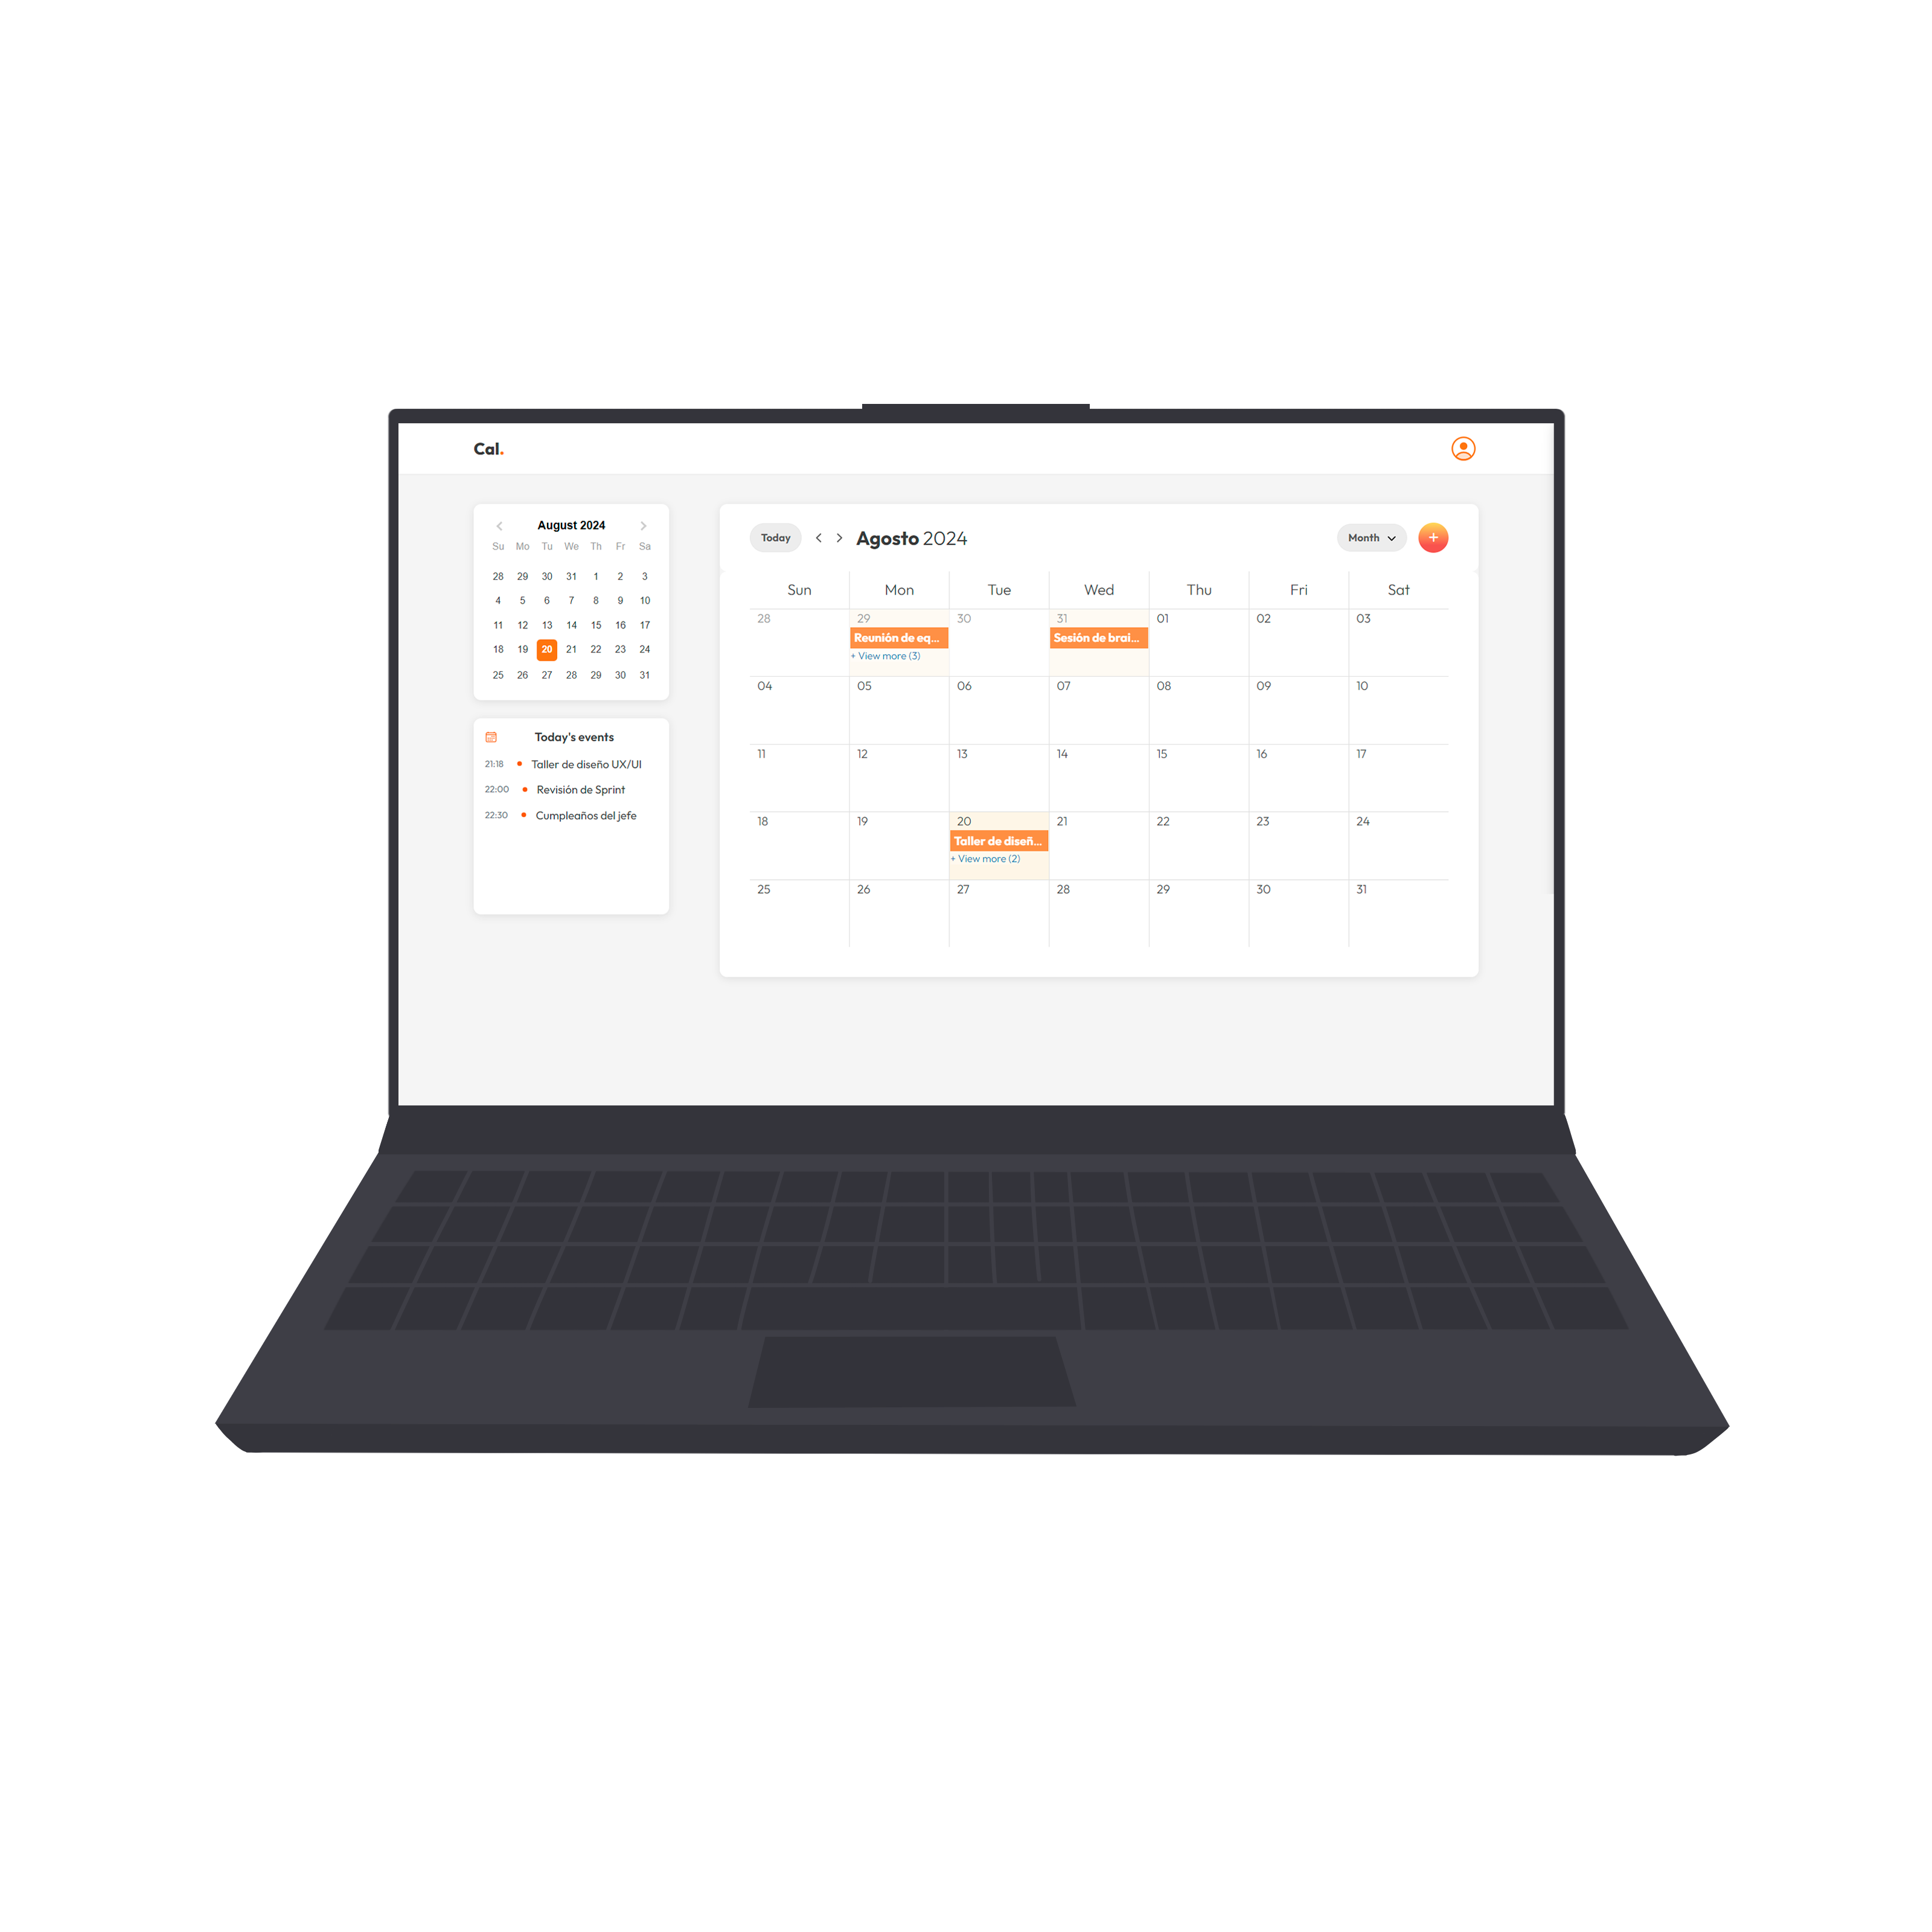 Cal.
August 2024
Su Mo Tu We Th Fr Sa
28 29 30 31 1 2 3
4 5 6 7 8 9 10
11 12 13 14 15 16 17
18 19 20 21 22 23 24
25 26 27 28 29 30 31
Today's events
21:18 Taller de diseño UX/UI
22:00 Revisión de Sprint
22:30 Cumpleaños del jefe
Today Agosto 2024 Month +
Sun Mon Tue Wed Thu Fri Sat
28 29 30 31 01 02 03
Reunión de eq... Sesión de brai...
+ View more (3)
04 05 06 07 08 09 10
11 12 13 14 15 16 17
18 19 20 21 22 23 24
Taller de diseñ...
+ View more (2)
25 26 27 28 29 30 31